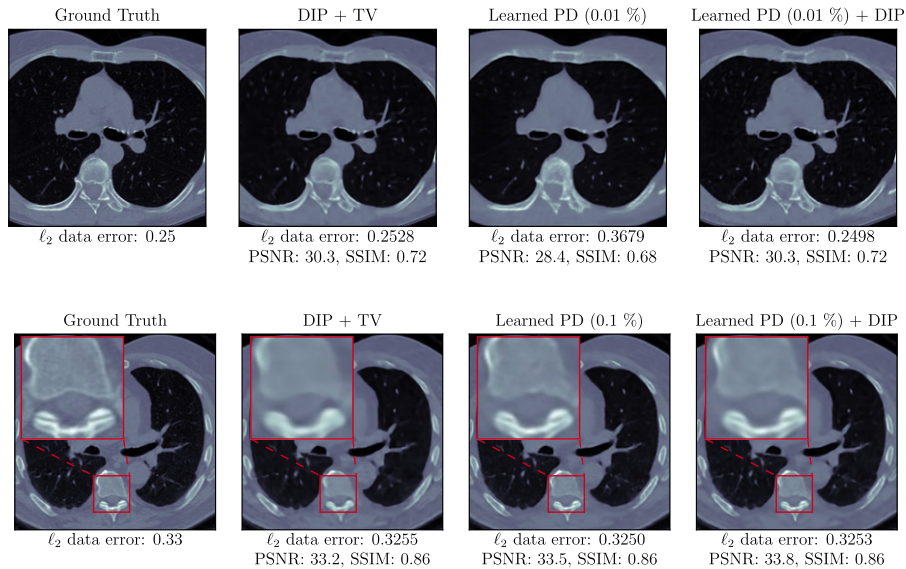 Ground Truth
DIP + TV
Learned PD (0.01 %)
Learned PD (0.01 %) + DIP
ℓ₂ data error: 0.25
ℓ₂ data error: 0.2528
ℓ₂ data error: 0.3679
ℓ₂ data error: 0.2498
PSNR: 30.3, SSIM: 0.72
PSNR: 28.4, SSIM: 0.68
PSNR: 30.3, SSIM: 0.72
Ground Truth
DIP + TV
Learned PD (0.1 %)
Learned PD (0.1 %) + DIP
ℓ₂ data error: 0.33
ℓ₂ data error: 0.3255
ℓ₂ data error: 0.3250
ℓ₂ data error: 0.3253
PSNR: 33.2, SSIM: 0.86
PSNR: 33.5, SSIM: 0.86
PSNR: 33.8, SSIM: 0.86